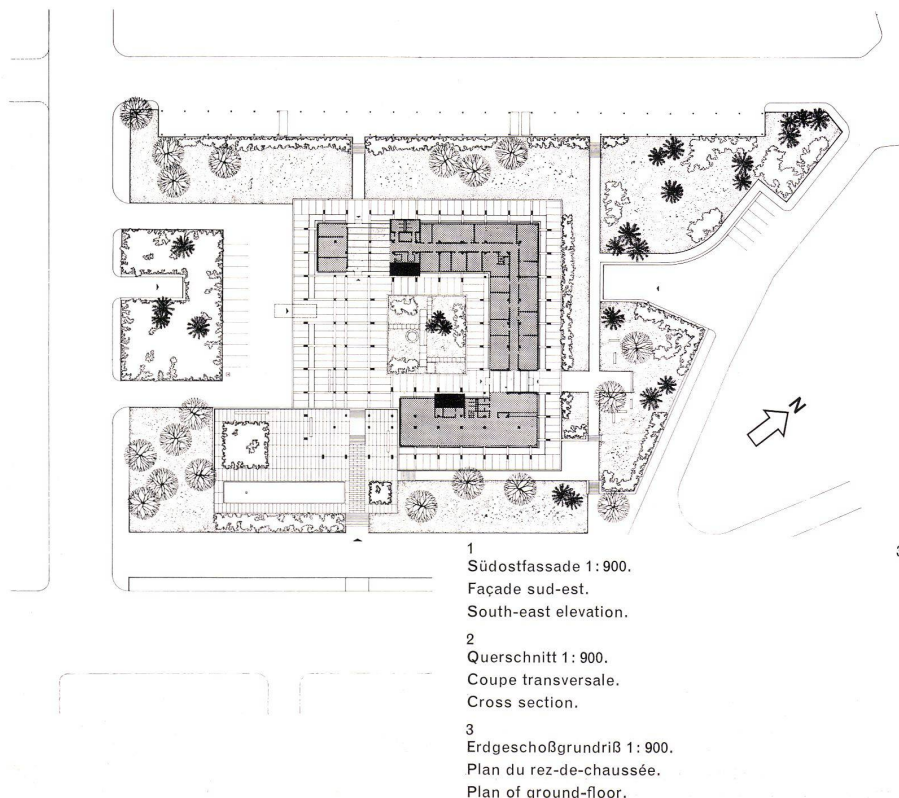 N
1
Südostfassade 1:900.
Façade sud-est.
South-east elevation.
2
Querschnitt 1:900.
Coupe transversale.
Cross section.
3
Erdgeschoßgrundriß 1:900.
Plan du rez-de-chaussée.
Plan of ground-floor.